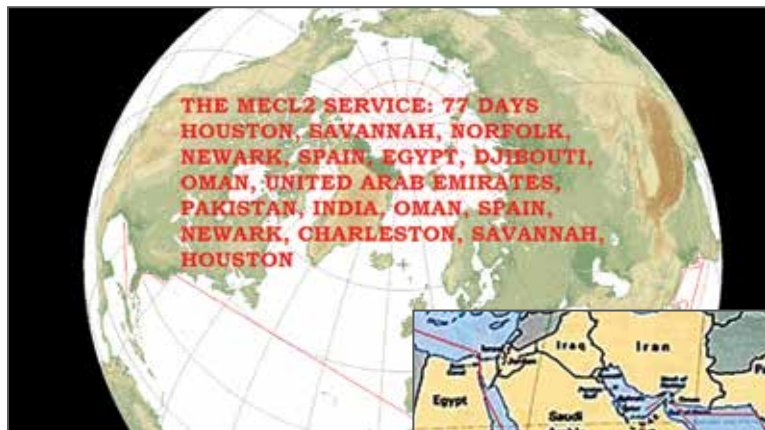 THE MECL2 SERVICE: 77 DAYS
HOUSTON, SAVANNAH, NORFOLK,
NEWARK, SPAIN, EGYPT, DJIBOUTI,
OMAN, UNITED ARAB EMIRATES,
PAKISTAN, INDIA, OMAN, SPAIN,
NEWARK, CHARLESTON, SAVANNAH,
HOUSTON
Iraq
Iran
Egypt
Saudi